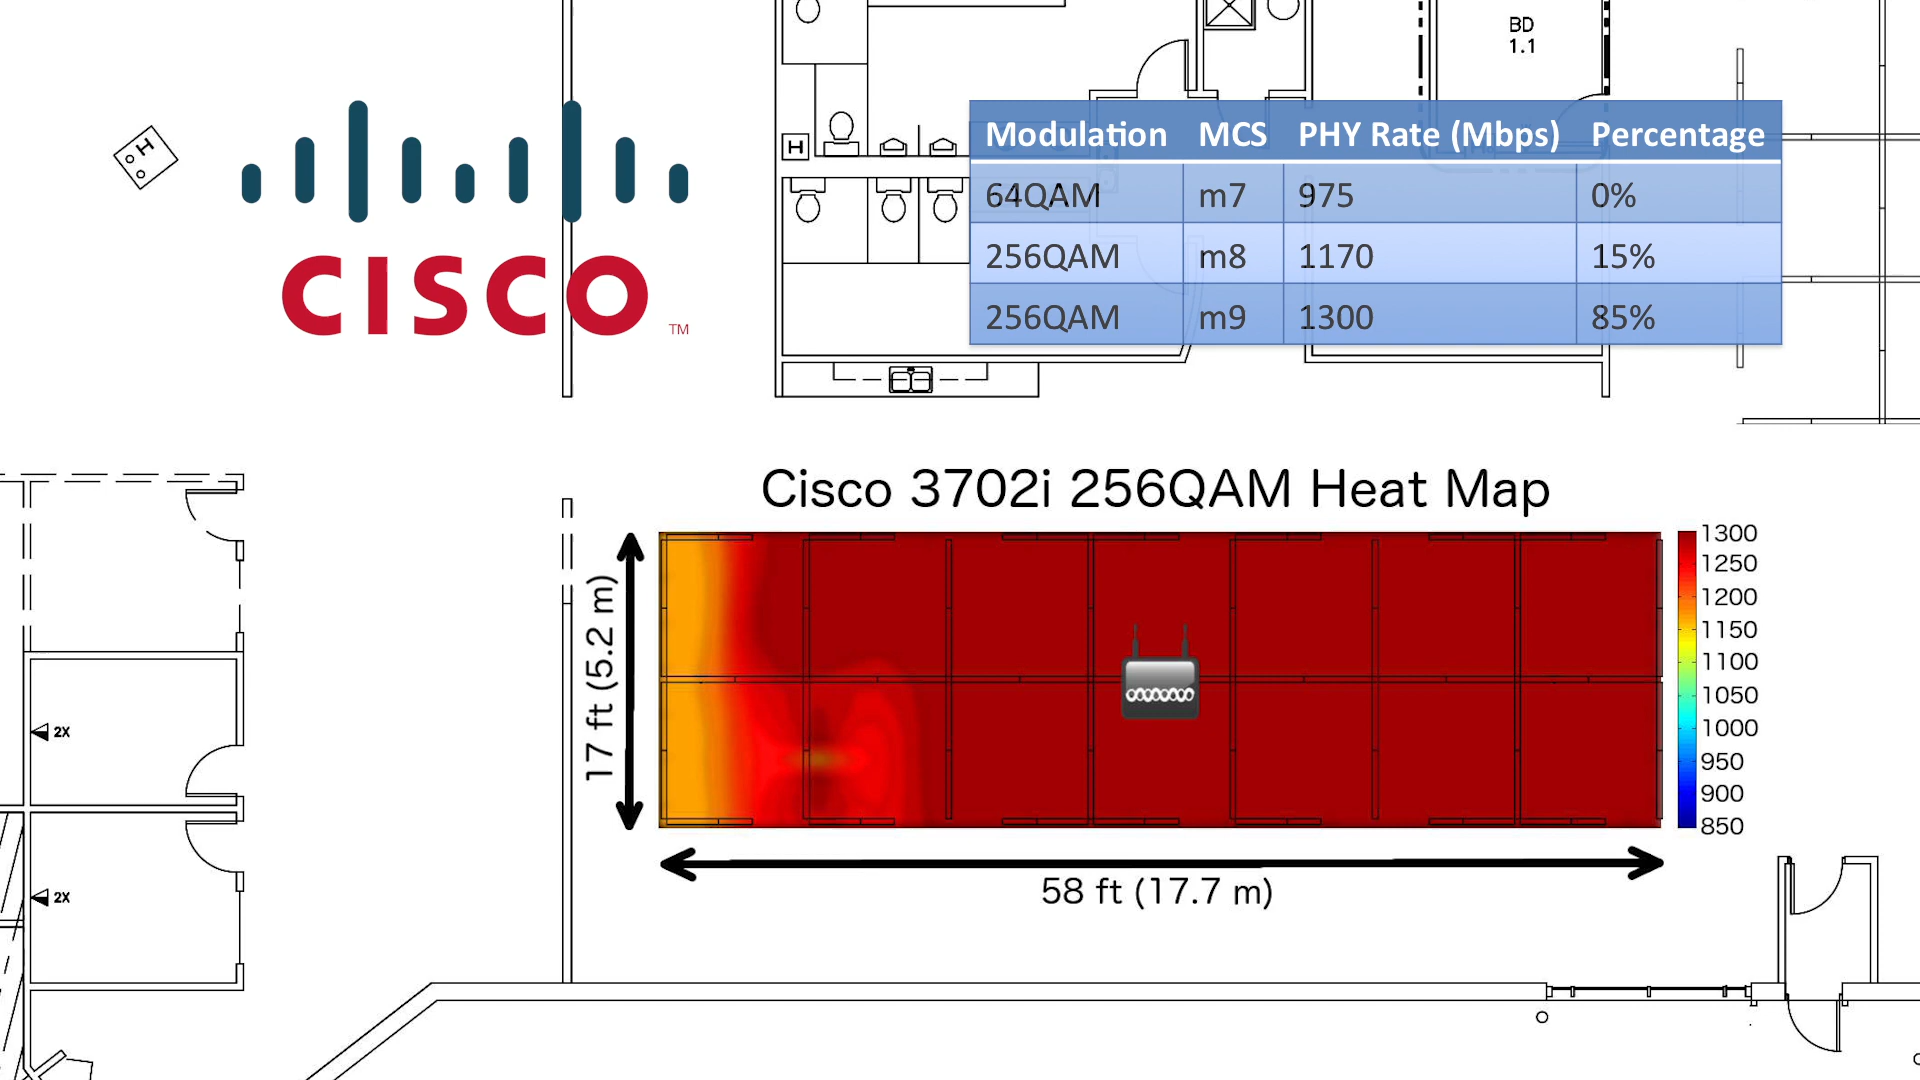 BD
1.1
H
H
CISCO
TM
Modulation MCS PHY Rate (Mbps) Percentage
64QAM m7 975 0%
256QAM m8 1170 15%
256QAM m9 1300 85%
Cisco 3702i 256QAM Heat Map
17 ft (5.2 m)
1300
1250
1200
1150
1100
1050
1000
950
900
850
58 ft (17.7 m)
2X
2X